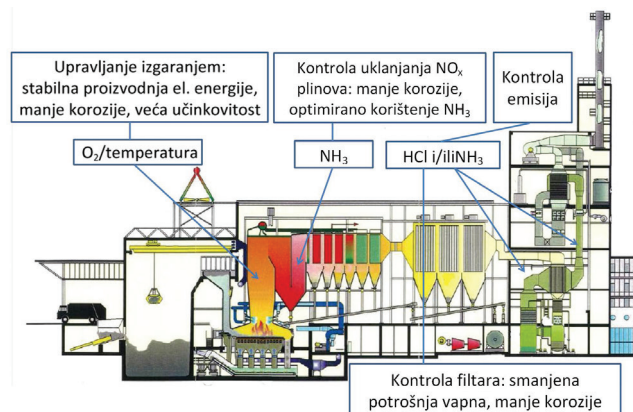 Upravljanje izgaranjem:
stabilna proizvodnja el. energije,
manje korozije, veća učinkovitost
Kontrola uklanjanja NOₓ
plinova: manje korozije,
optimirano korištenje NH₃
Kontrola
emisija
O₂/temperatura
NH₃
HCl i/iliNH₃
Kontrola filtara: smanjena
potrošnja vapna, manje korozije